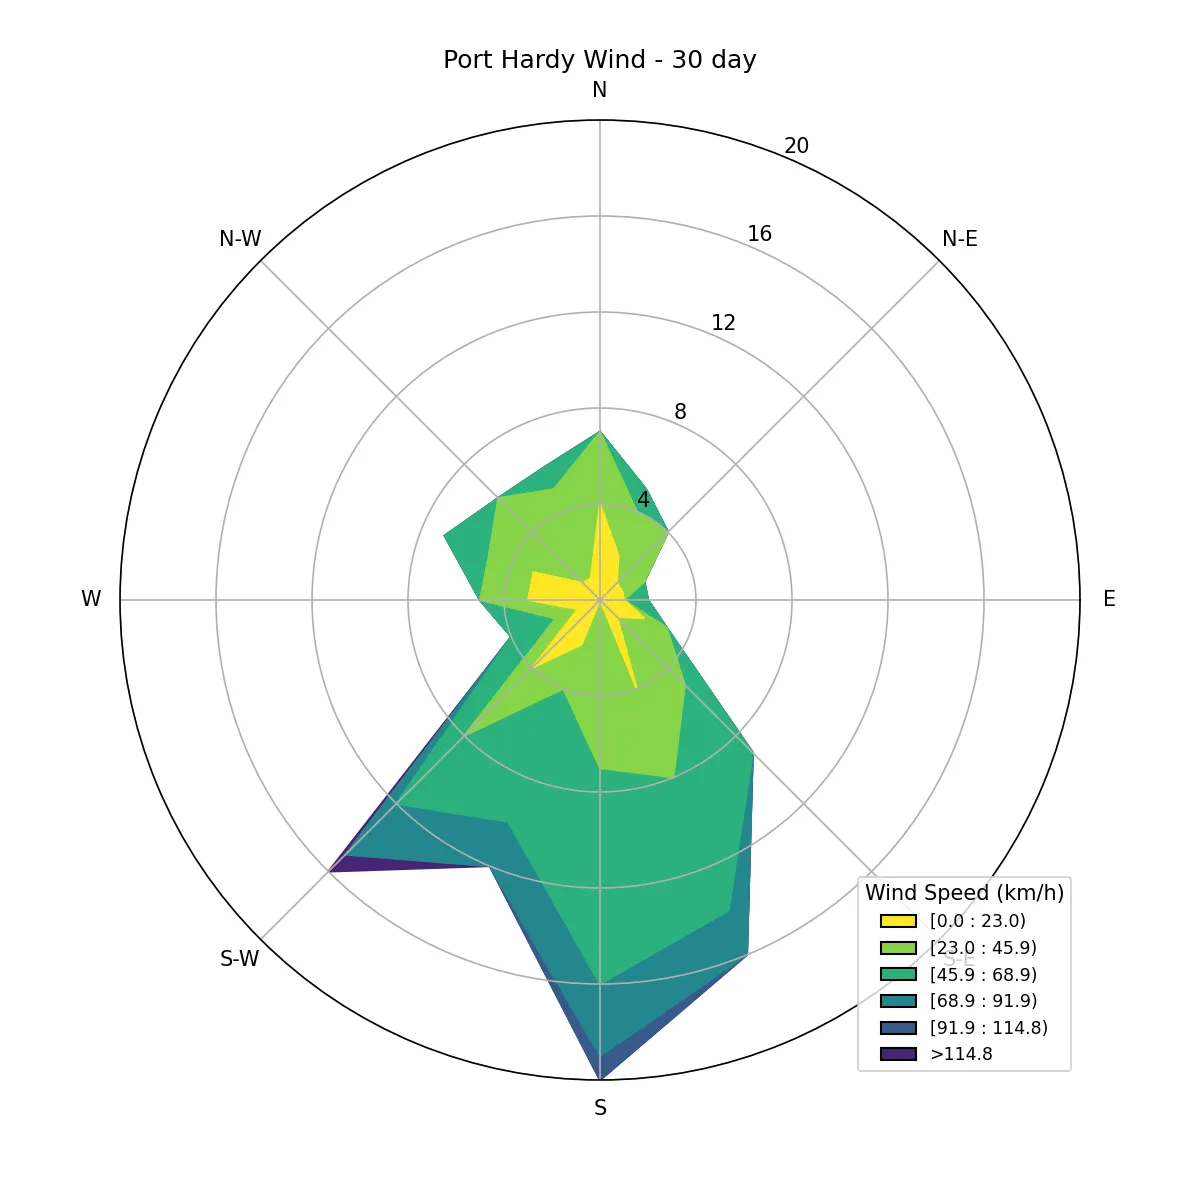 Port Hardy Wind - 30 day
N
20
N-W
16
N-E
12
8
4
W
E
S-W
S-E
Wind Speed (km/h)
[0.0 : 23.0)
[23.0 : 45.9)
[45.9 : 68.9)
[68.9 : 91.9)
[91.9 : 114.8)
>114.8
S